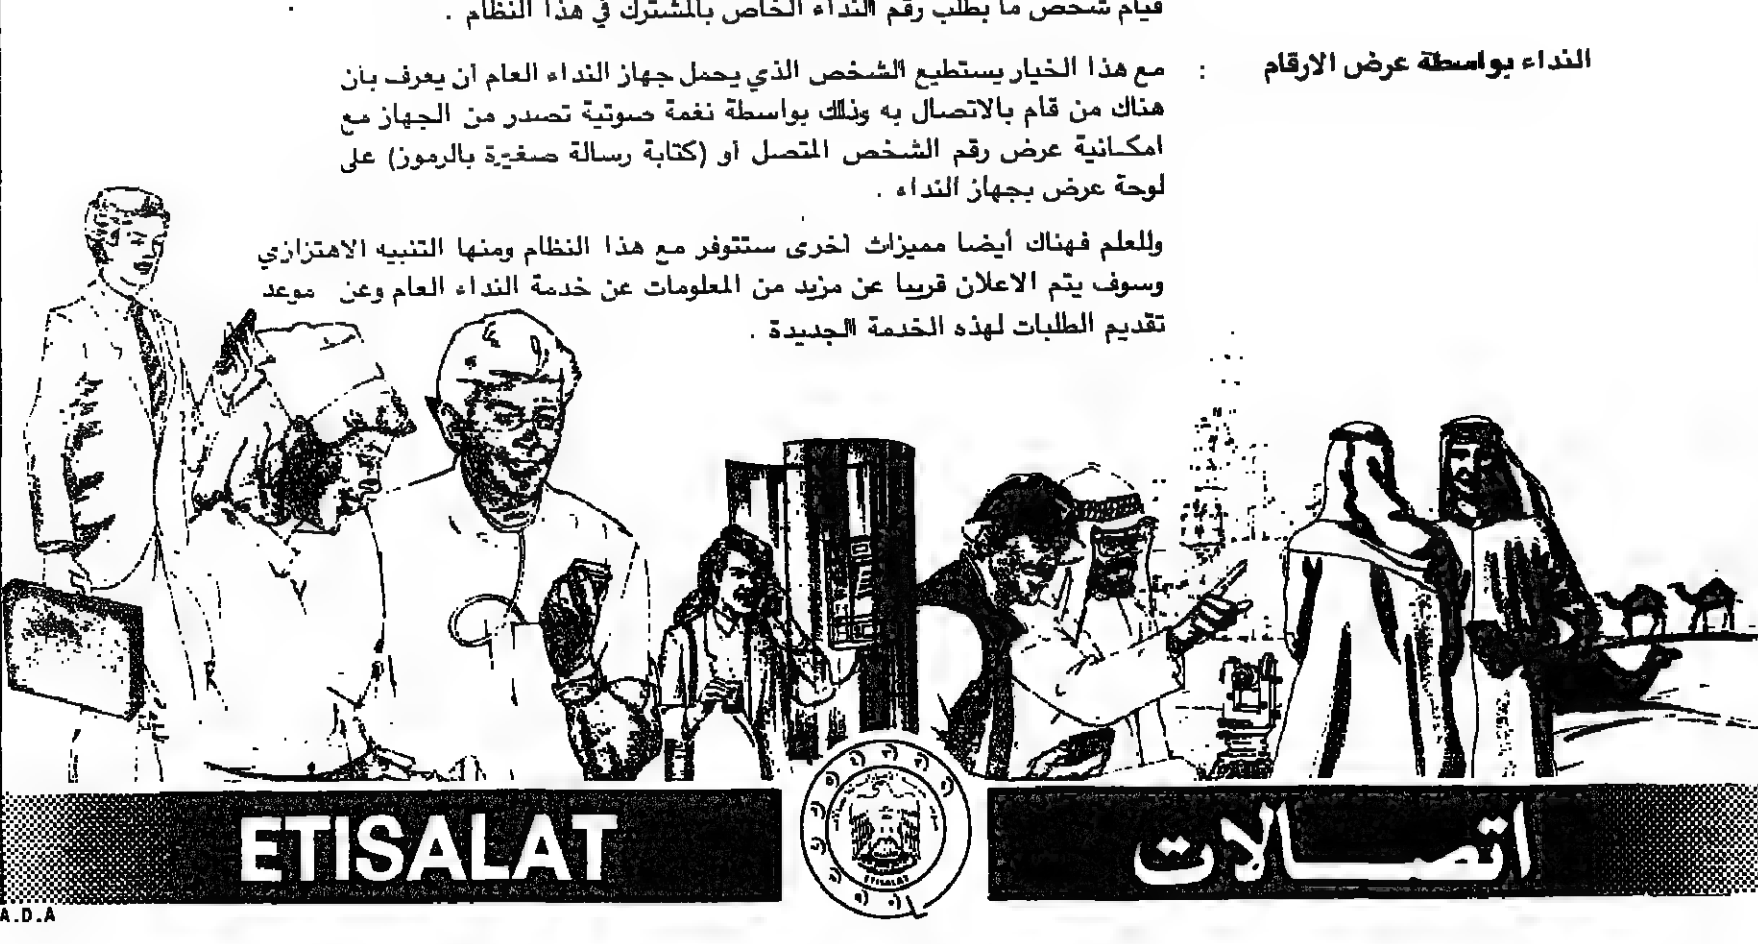 قيام شخص ما بطلب رقم النداء الخاص بالمشترك في هذا النظام .
النداء بواسطة عرض الارقام : مع هذا الخيار يستطيع الشخص الذي يحمل جهاز النداء العام أن يعرف بأن
هناك من قام بالاتصال به وذلك بواسطة نغمة صوتية تصدر من الجهاز مع
امكانية عرض رقم الشخص المتصل أو (كتابة رسالة صغيرة بالرموز) على
لوحة عرض بجهاز النداء .
وللعلم فهناك أيضا مميزات اخرى ستتوفر مع هذا النظام ومنها التنبيه الاهتزازي
وسوف يتم الاعلان قريبا عن مزيد من المعلومات عن خدمة النداء العام وعن موعد
تقديم الطلبات لهذه الخدمة الجديدة .
اتصالات
ETISALAT
ETISALAT
A.D.A